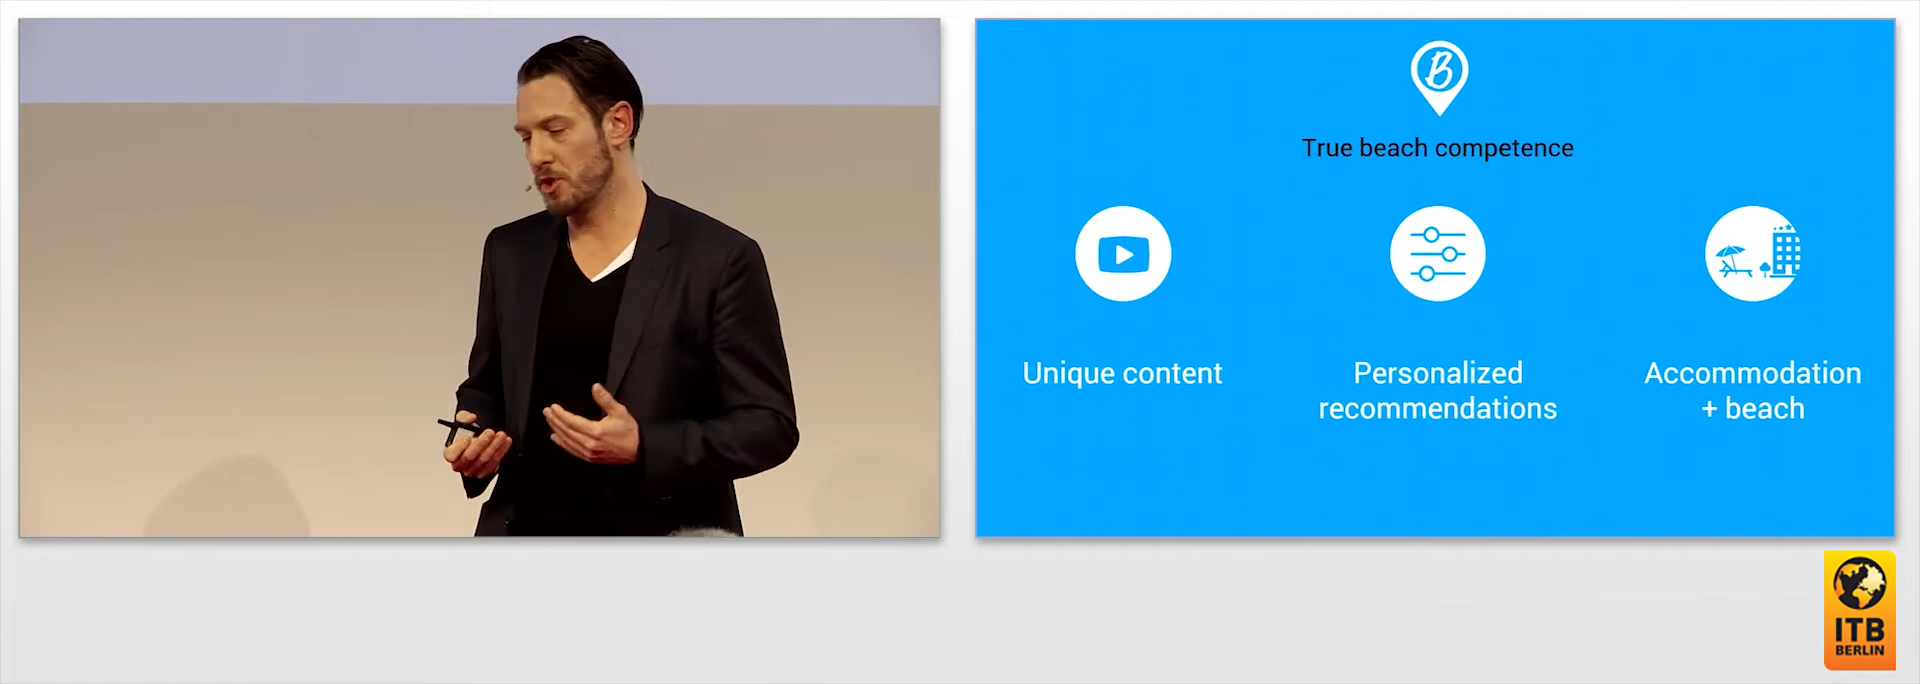 B
True beach competence
Unique content
Personalized
recommendations
Accommodation
+ beach
ITB
BERLIN